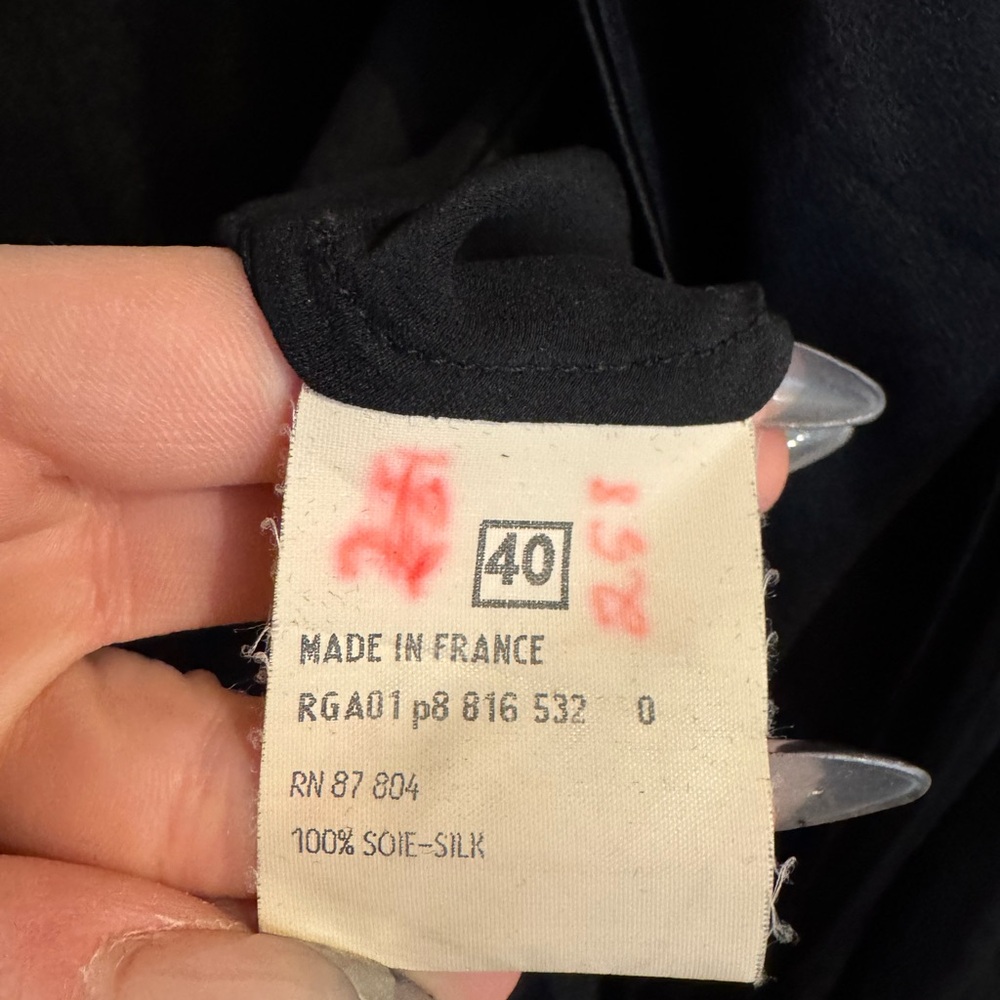 40
MADE IN FRANCE
RGA01 p8 816 532 0
RN 87 804
100% SOIE-SILK